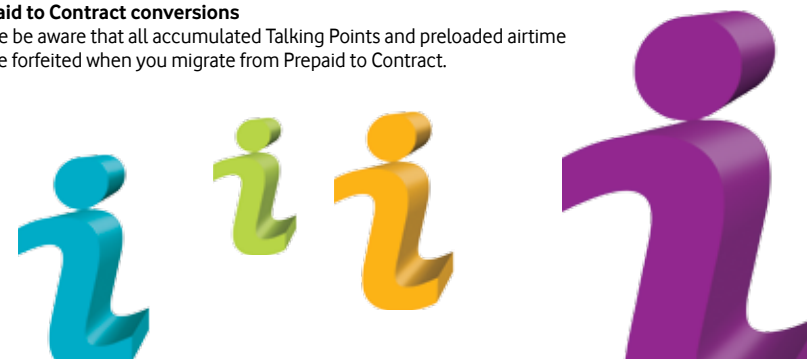 aid to Contract conversions
e be aware that all accumulated Talking Points and preloaded airtime
e forfeited when you migrate from Prepaid to Contract.
i
i
i
i